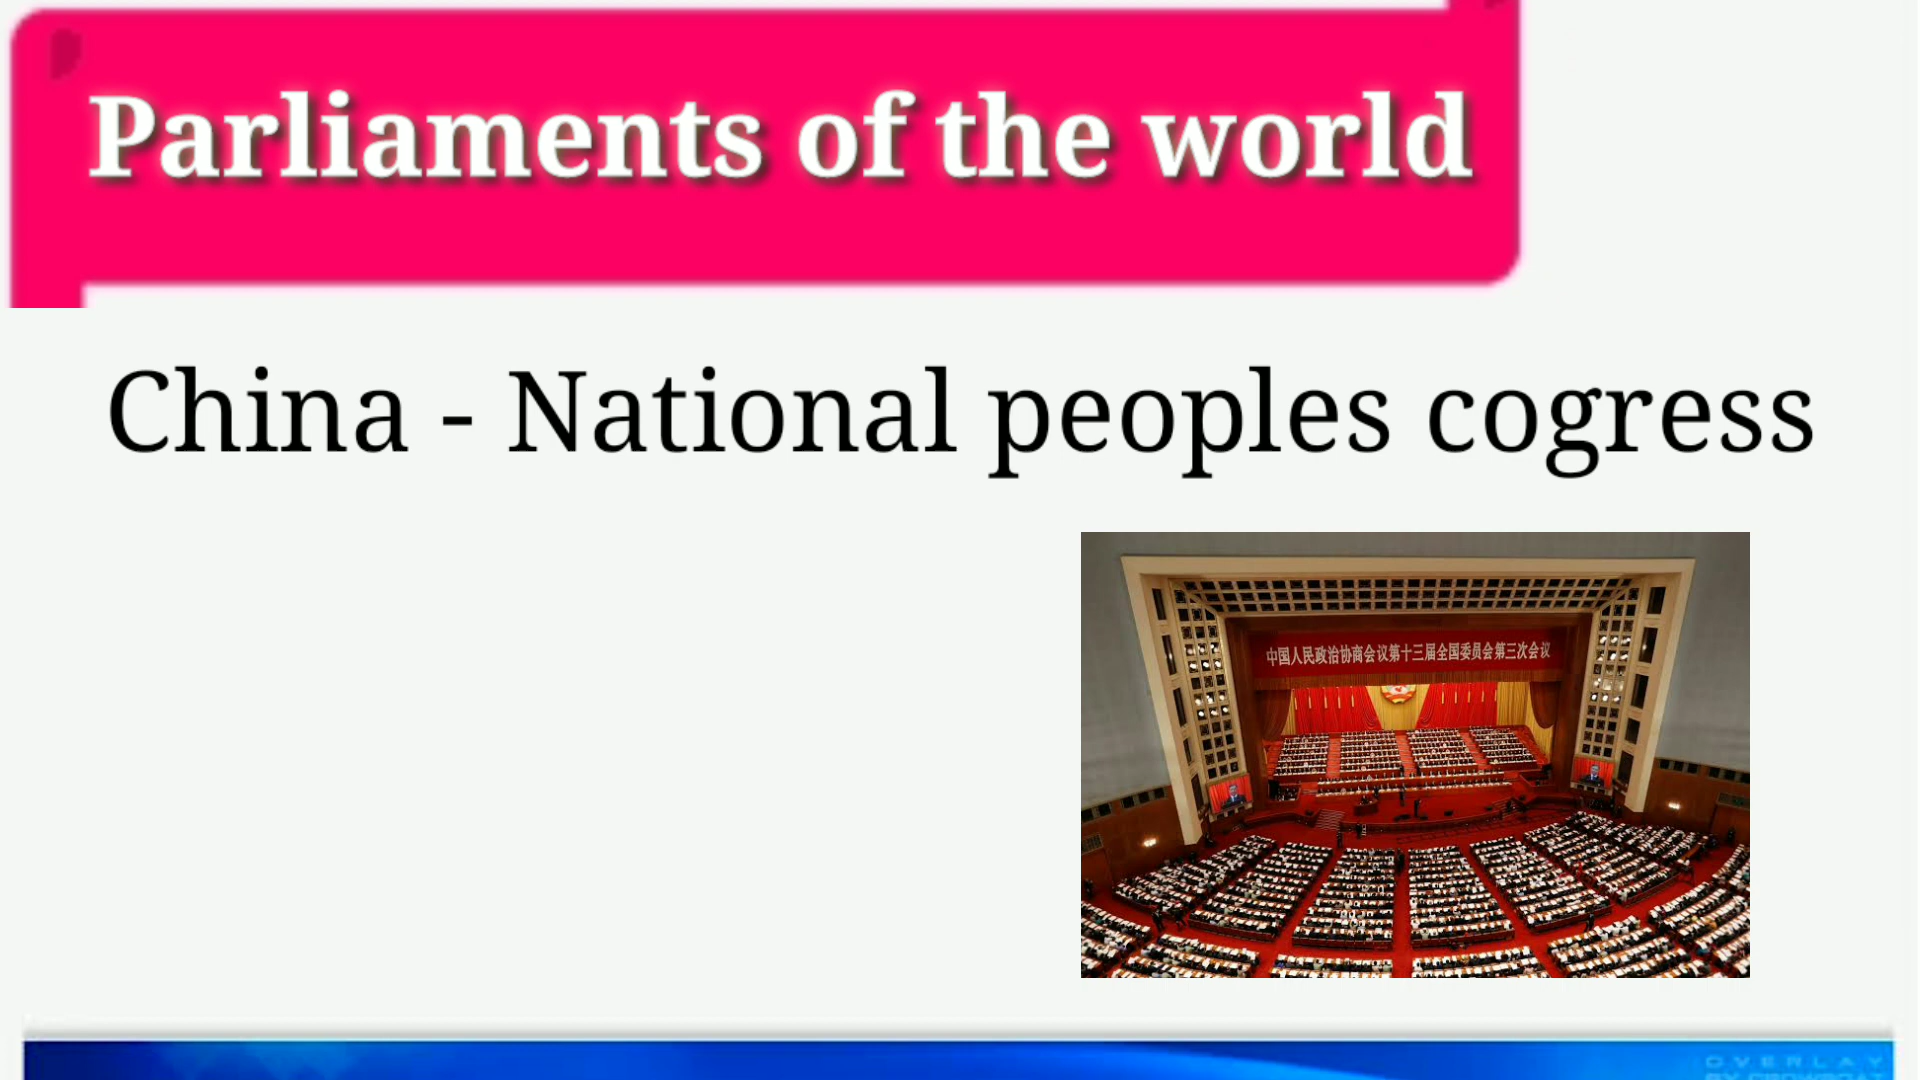 Parliaments of the world
China - National peoples cogress
中国人民政治协商会议第十三届全国委员会第三次会议
OVERLAY